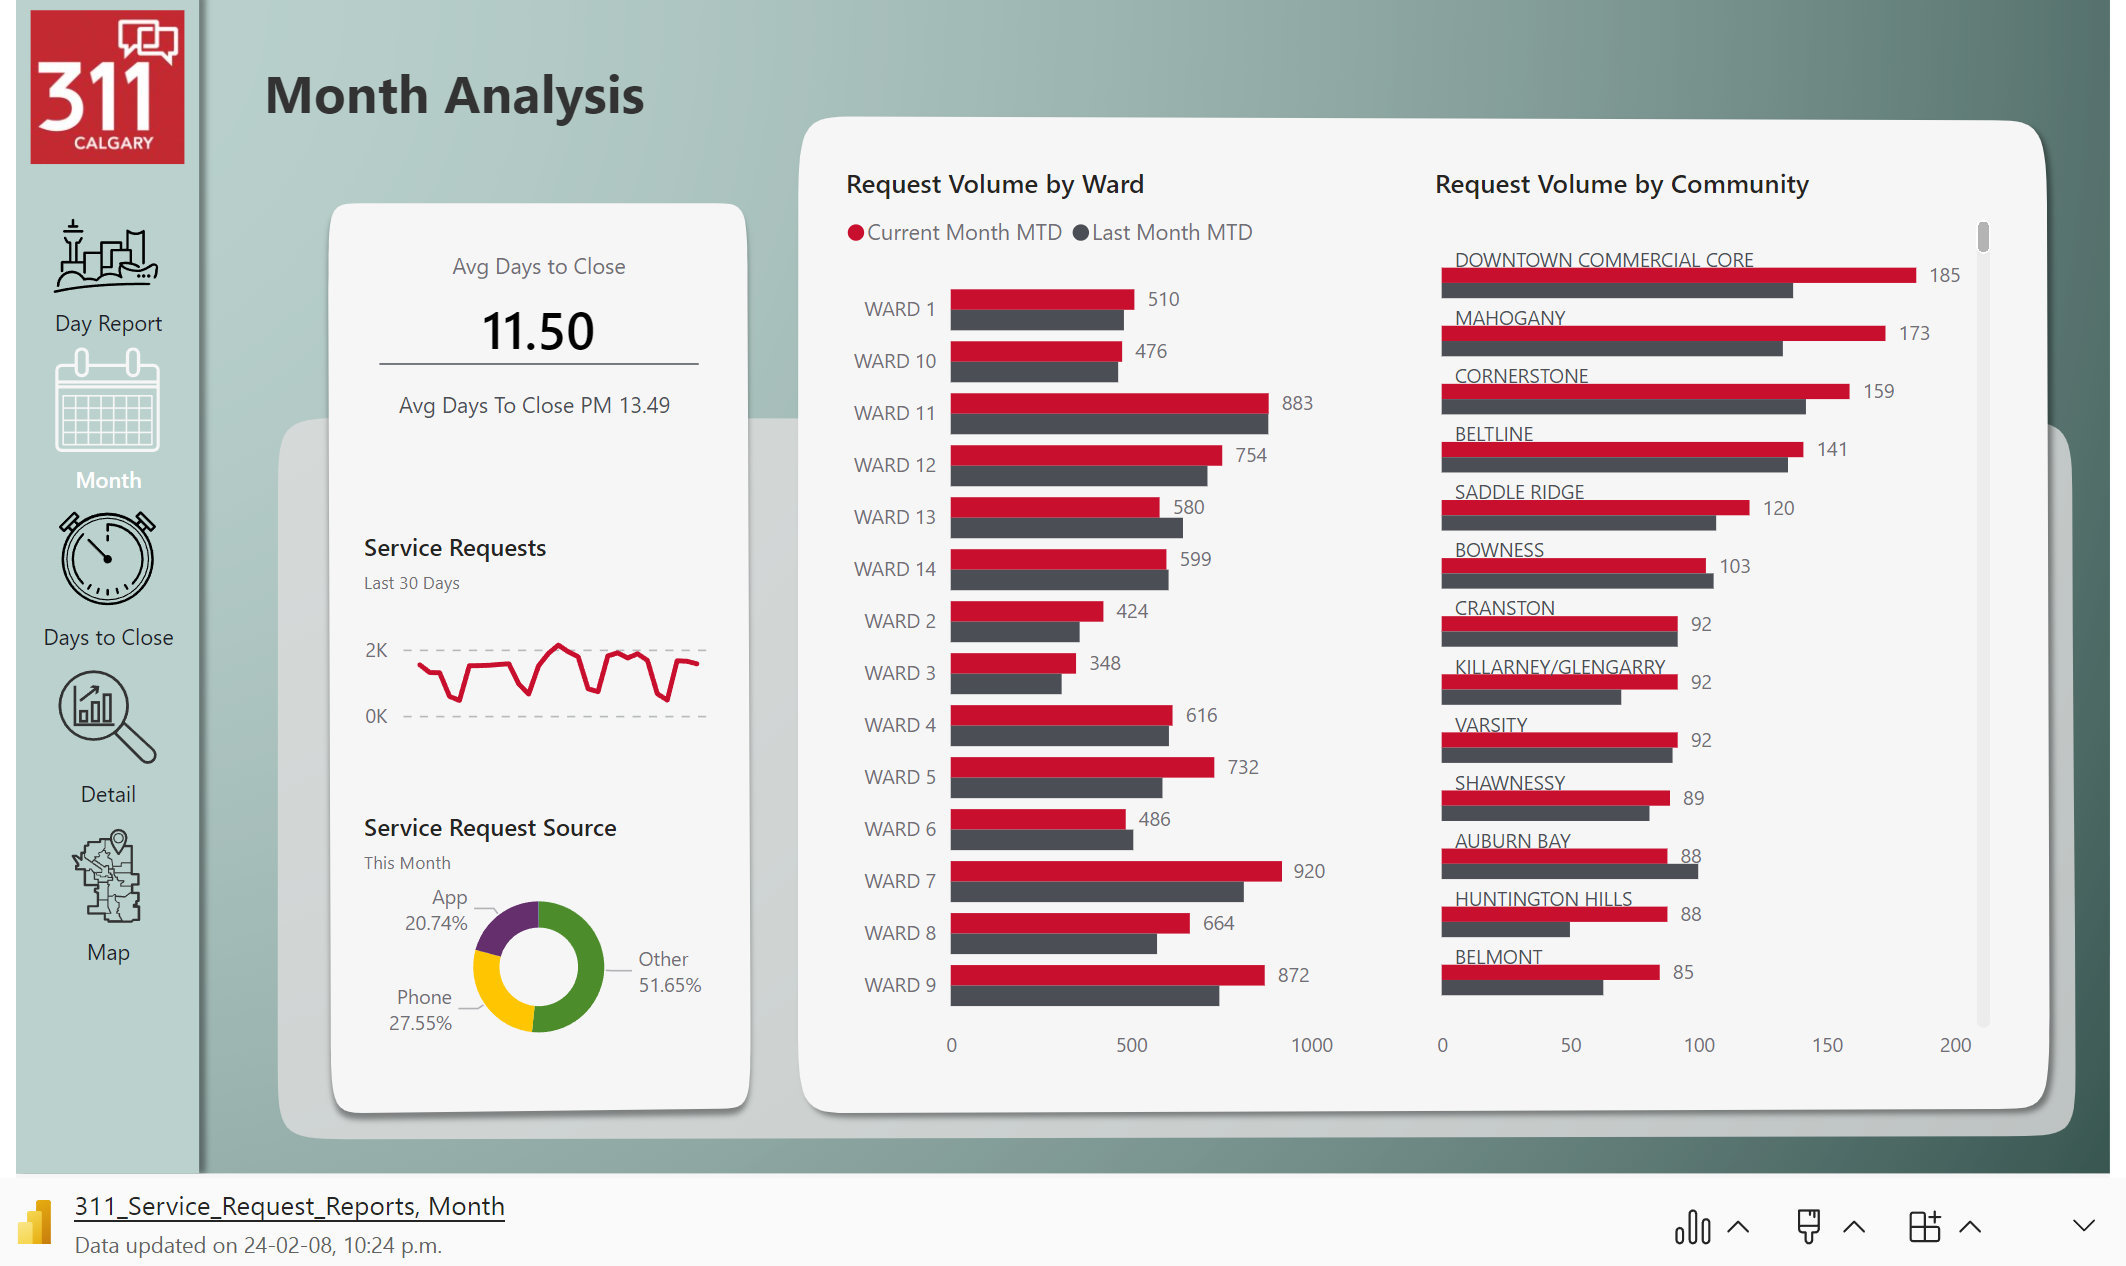 311
CALGARY
Day Report
Month
Days to Close
Detail
Map
Month Analysis
Avg Days to Close
11.50
Avg Days To Close PM 13.49
Service Requests
Last 30 Days
2K
0K
Service Request Source
This Month
App
20.74%
Other
51.65%
Phone
27.55%
Request Volume by Ward
Current Month MTD Last Month MTD
WARD 1 510
WARD 10 476
WARD 11 883
WARD 12 754
WARD 13 580
WARD 14 599
WARD 2 424
WARD 3 348
WARD 4 616
WARD 5 732
WARD 6 486
WARD 7 920
WARD 8 664
WARD 9 872
0 500 1000
Request Volume by Community
DOWNTOWN COMMERCIAL CORE
185
MAHOGANY
173
CORNERSTONE
159
BELTLINE
141
SADDLE RIDGE
120
BOWNESS
103
CRANSTON
92
KILLARNEY/GLENGARRY
92
VARSITY
92
SHAWNESSY
89
AUBURN BAY
88
HUNTINGTON HILLS
88
BELMONT
85
0 50 100 150 200
311_Service_Request_Reports, Month
Data updated on 24-02-08, 10:24 p.m.